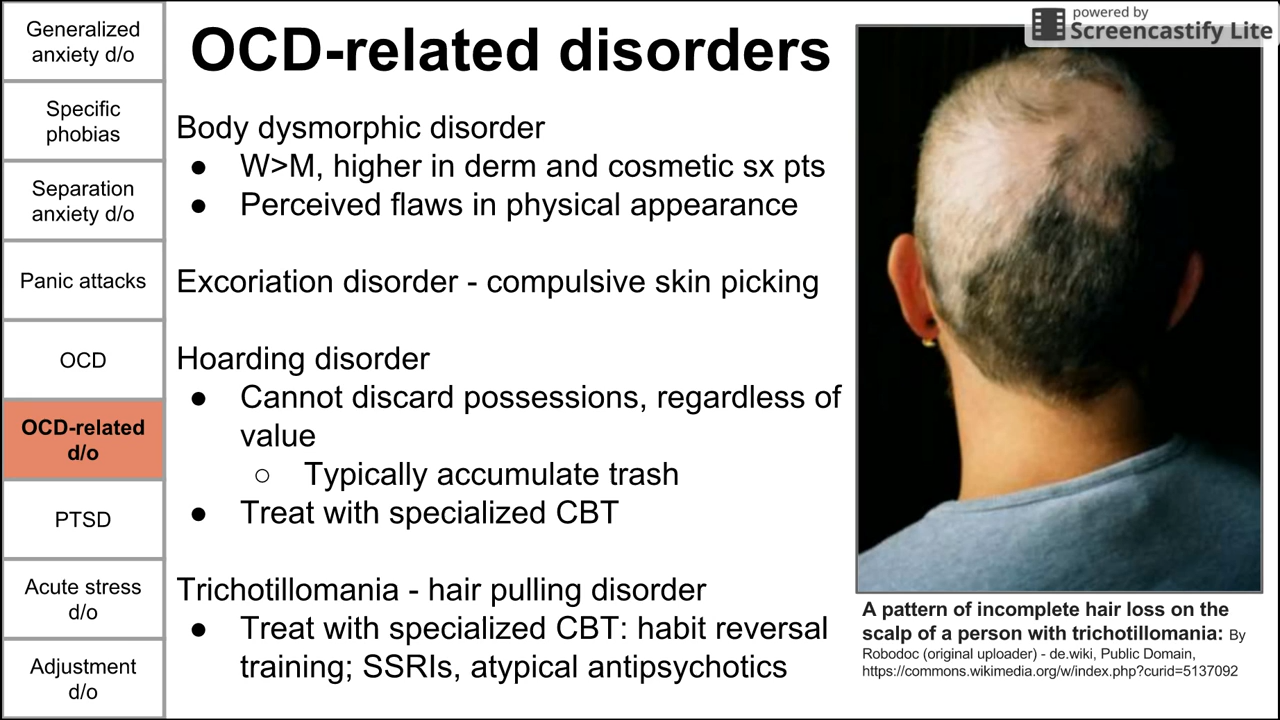 Generalized
anxiety d/o
Specific
phobias
Separation
anxiety d/o
Panic attacks
OCD
OCD-related
d/o
PTSD
Acute stress
d/o
Adjustment
d/o
OCD-related disorders
Body dysmorphic disorder
● W>M, higher in derm and cosmetic sx pts
● Perceived flaws in physical appearance
Excoriation disorder - compulsive skin picking
Hoarding disorder
● Cannot discard possessions, regardless of
value
○ Typically accumulate trash
● Treat with specialized CBT
Trichotillomania - hair pulling disorder
● Treat with specialized CBT: habit reversal
training; SSRIs, atypical antipsychotics
powered by
Screencastify Lite
A pattern of incomplete hair loss on the
scalp of a person with trichotillomania: By
Robodoc (original uploader) - de.wiki, Public Domain,
https://commons.wikimedia.org/w/index.php?curid=5137092